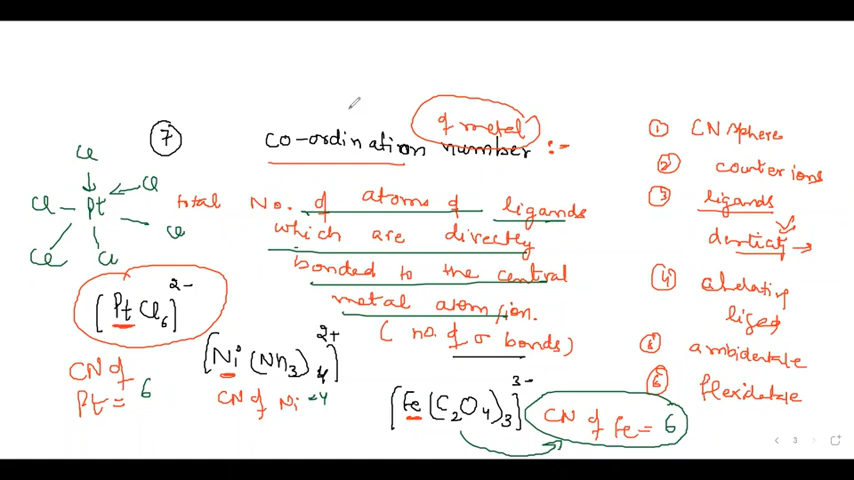 7
of metal
co-ordination number :-
total No. of atoms of ligands
which are directly
bonded to the central
metal atom/ion.
(no. of σ bonds)
Cl
Cl
Cl — Pt
Cl
Cl
Cl
[PtCl6]2-
CN of
Pt = 6
[Ni(NH3)4]2+
CN of Ni = 4
[Fe(C2O4)3]3-
CN of Fe = 6
1 CN sphere
2 counter ions
3 ligands
denticity →
4 chelating
ligand
5 ambidentate
6 flexidentate
3